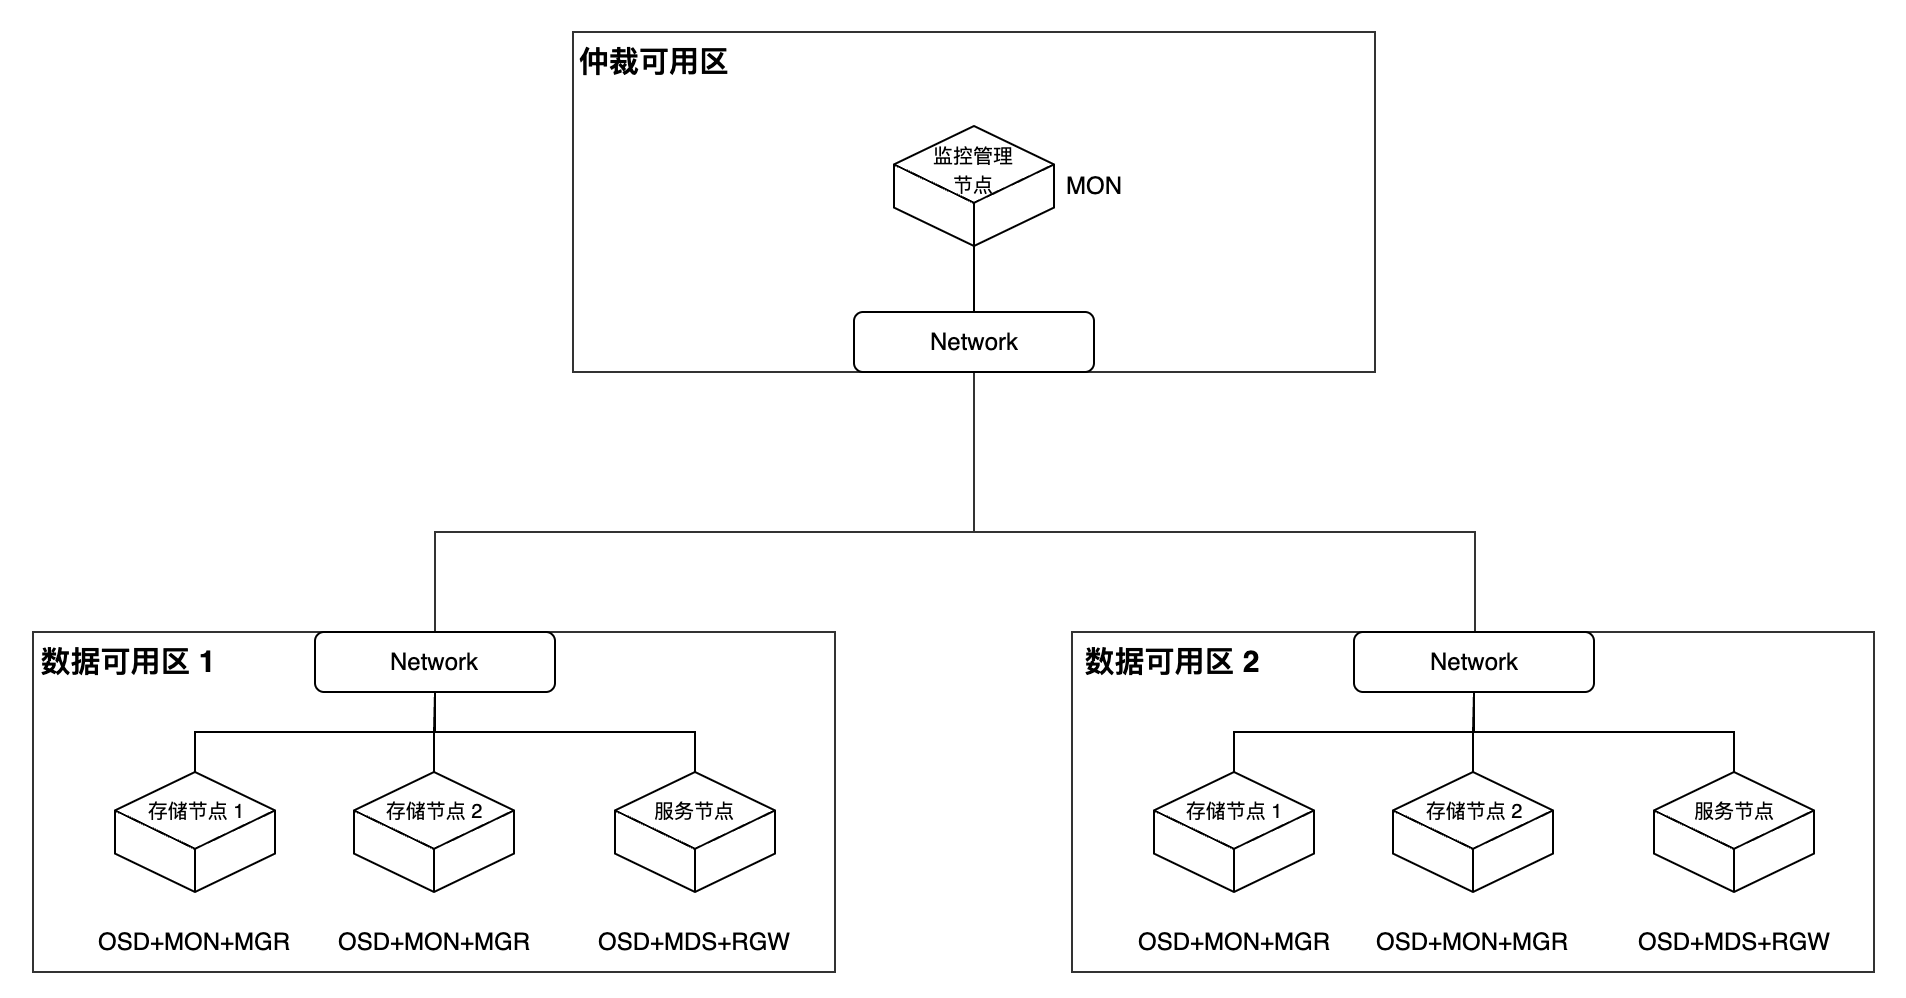 仲裁可用区
监控管理
节点
MON
Network
数据可用区 1
Network
存储节点 1
存储节点 2
服务节点
OSD+MON+MGR
OSD+MON+MGR
OSD+MDS+RGW
数据可用区 2
Network
存储节点 1
存储节点 2
服务节点
OSD+MON+MGR
OSD+MON+MGR
OSD+MDS+RGW